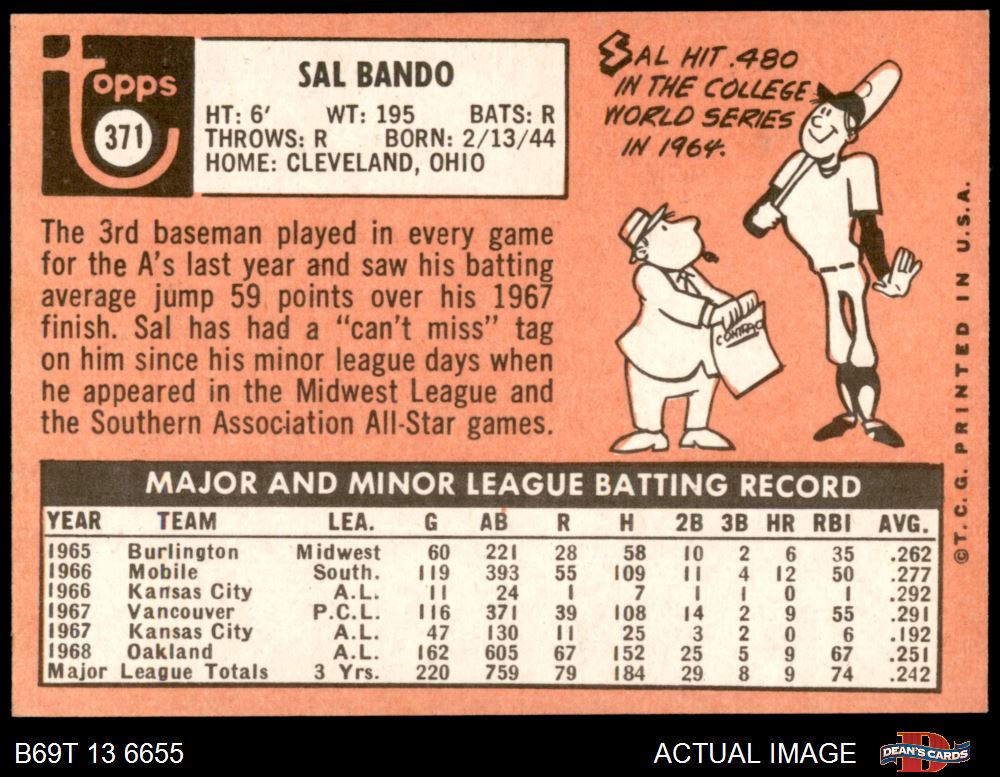 Topps
371
SAL BANDO
HT: 6' WT: 195 BATS: R
THROWS: R BORN: 2/13/44
HOME: CLEVELAND, OHIO
SAL HIT .480
IN THE COLLEGE
WORLD SERIES
IN 1964.
CONTRAC
The 3rd baseman played in every game
for the A's last year and saw his batting
average jump 59 points over his 1967
finish. Sal has had a "can't miss" tag
on him since his minor league days when
he appeared in the Midwest League and
the Southern Association All-Star games.
MAJOR AND MINOR LEAGUE BATTING RECORD
YEAR TEAM LEA. G AB R H 2B 3B HR RBI AVG.
1965 Burlington Midwest 60 221 28 58 10 2 6 35 .262
1966 Mobile South. 119 393 55 109 11 4 12 50 .277
1966 Kansas City A.L. 11 24 1 7 1 1 0 1 .292
1967 Vancouver P.C.L. 116 371 39 108 14 2 9 55 .291
1967 Kansas City A.L. 47 130 11 25 3 2 0 6 .192
1968 Oakland A.L. 162 605 67 152 25 5 9 67 .251
Major League Totals 3 Yrs. 220 759 79 184 29 8 9 74 .242
©T.C.G. PRINTED IN U.S.A.
B69T 13 6655
ACTUAL IMAGE
D
DEAN'S CARDS